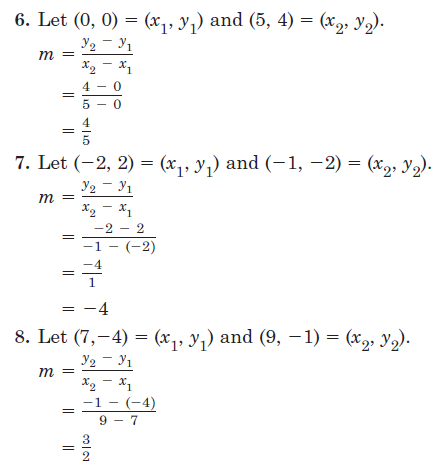 6. Let (0, 0) = (x₁, y₁) and (5, 4) = (x₂, y₂).
m = (y₂ − y₁)/(x₂ − x₁)
= (4 − 0)/(5 − 0)
= 4/5
7. Let (−2, 2) = (x₁, y₁) and (−1, −2) = (x₂, y₂).
m = (y₂ − y₁)/(x₂ − x₁)
= (−2 − 2)/(−1 − (−2))
= −4/1
= −4
8. Let (7,−4) = (x₁, y₁) and (9, −1) = (x₂, y₂).
m = (y₂ − y₁)/(x₂ − x₁)
= (−1 − (−4))/(9 − 7)
= 3/2